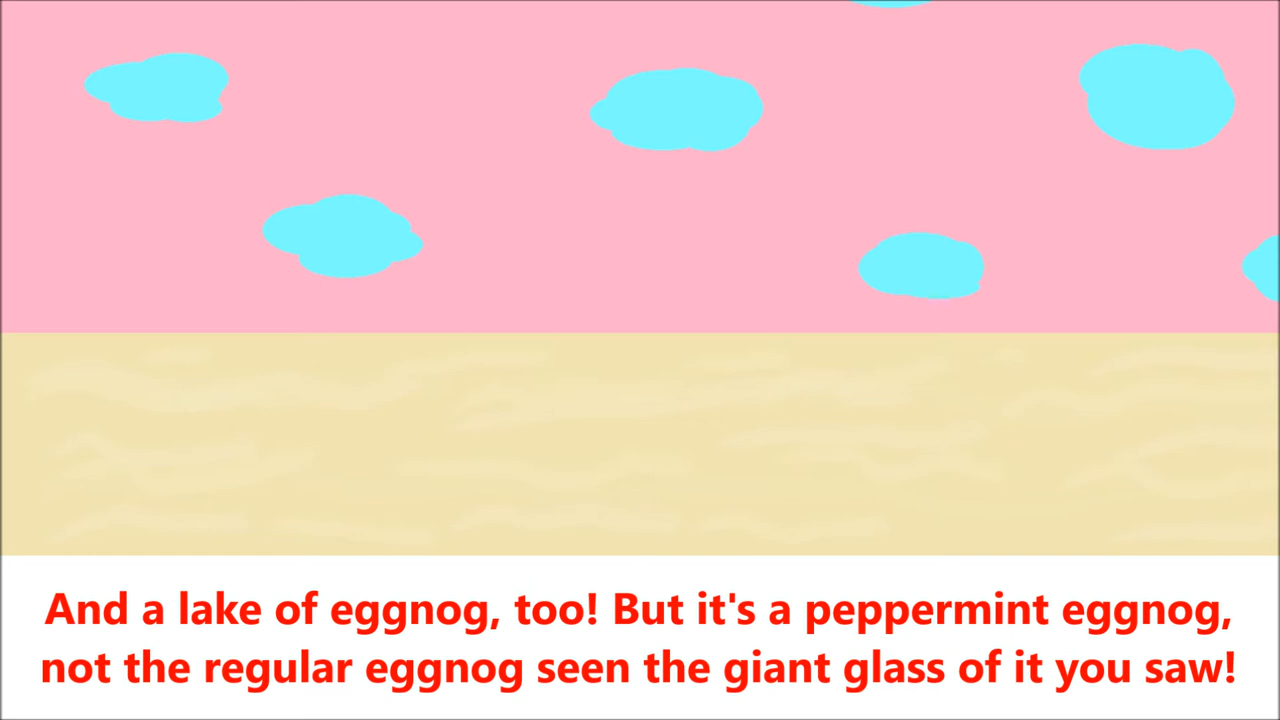 And a lake of eggnog, too! But it's a peppermint eggnog,
not the regular eggnog seen the giant glass of it you saw!